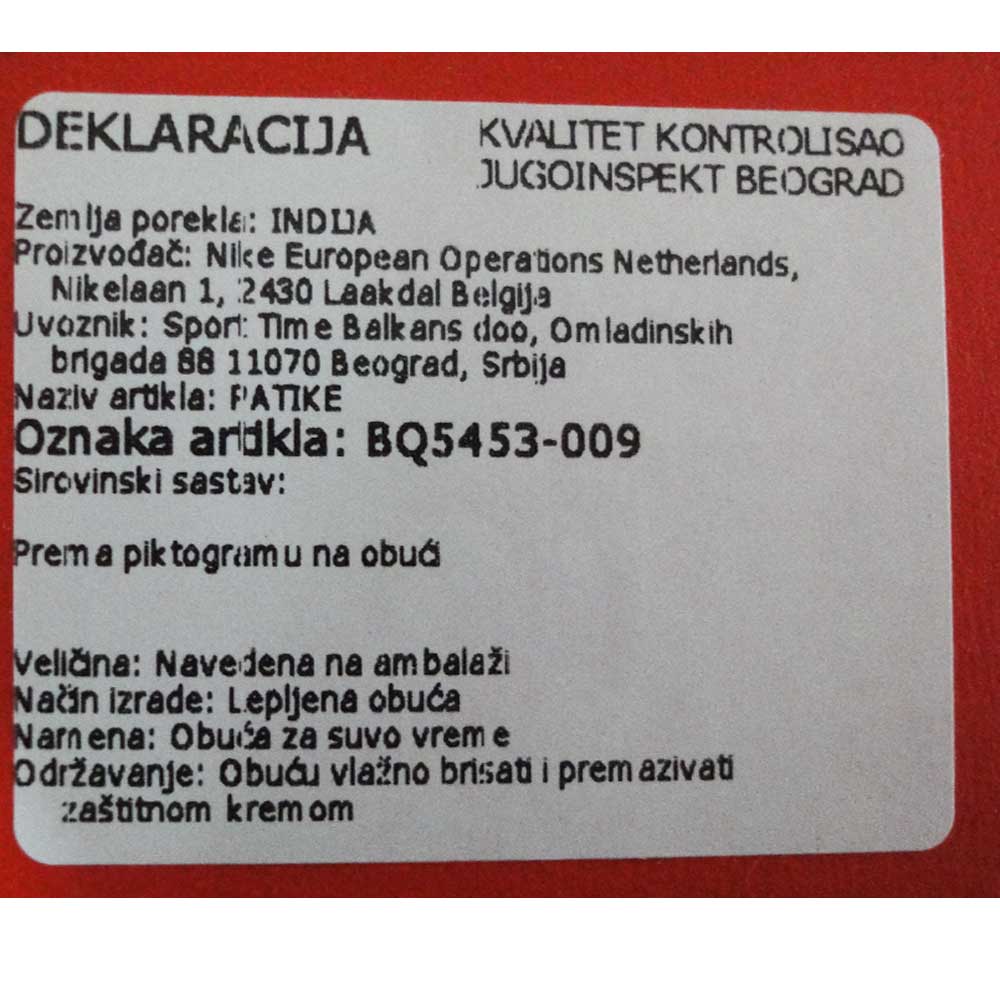 DEKLARACIJA
KVALITET KONTROLISAO
JUGOINSPEKT BEOGRAD
Zemlja porekla: INDIJA
Proizvođač: Nike European Operations Netherlands,
Nikelaan 1, 2430 Laakdal Belgija
Uvoznik: Sport Time Balkans doo, Omladinskih
brigada 88 11070 Beograd, Srbija
Naziv artikla: PATIKE
Oznaka artikla: BQ5453-009
Sirovinski sastav:
Prema piktogramu na obući
Veličina: Navedena na ambalaži
Način izrade: Lepljena obuća
Namena: Obuća za suvo vreme
Održavanje: Obuću vlažno brisati i premazivati
zaštitnom kremom